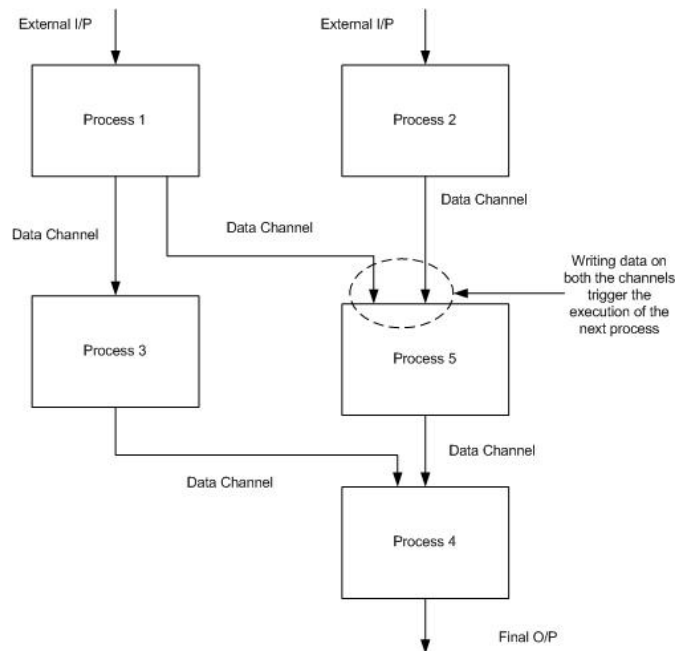 External I/P
External I/P
Process 1
Process 2
Data Channel
Data Channel
Data Channel
Writing data on
both the channels
trigger the
execution of the
next process
Process 3
Process 5
Data Channel
Data Channel
Process 4
Final O/P